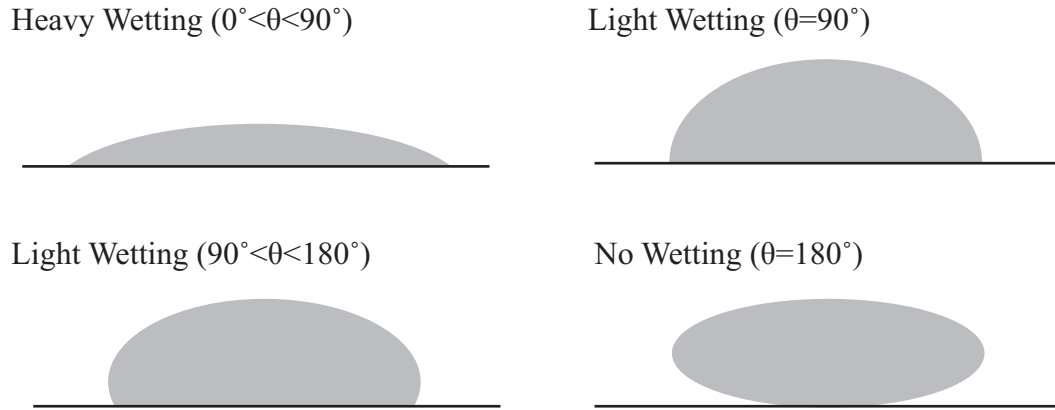 Heavy Wetting (0˚<θ<90˚)
Light Wetting (θ=90˚)
Light Wetting (90˚<θ<180˚)
No Wetting (θ=180˚)